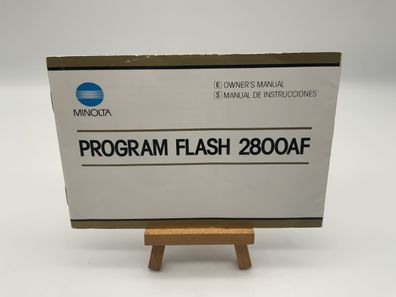 E OWNER'S MANUAL
S MANUAL DE INSTRUCCIONES
MINOLTA
PROGRAM FLASH 2800AF